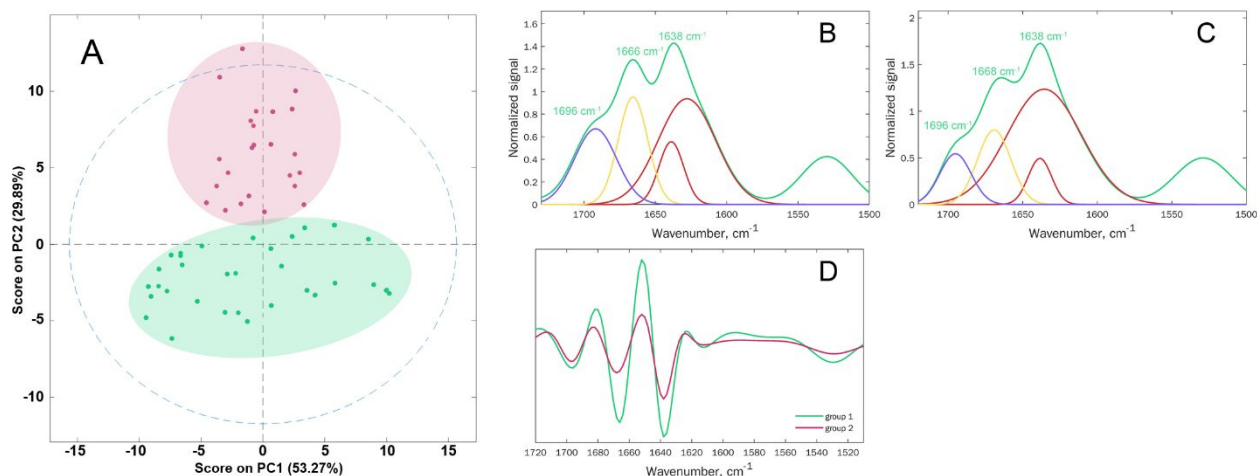 A
Score on PC2 (29.89%)
10
5
0
-5
-10
-15
-10
-5
0
5
10
15
Score on PC1 (53.27%)
B
Normalized signal
1.6
1.4
1.2
1
0.8
0.6
0.4
0.2
0
1696 cm-1
1666 cm-1
1638 cm-1
1700
1650
1600
1550
1500
Wavenumber, cm-1
C
Normalized signal
2
1.5
1
0.5
0
1696 cm-1
1668 cm-1
1638 cm-1
1700
1650
1600
1550
1500
Wavenumber, cm-1
D
group 1
group 2
1720
1700
1680
1660
1640
1620
1600
1580
1560
1540
1520
Wavenumber, cm-1